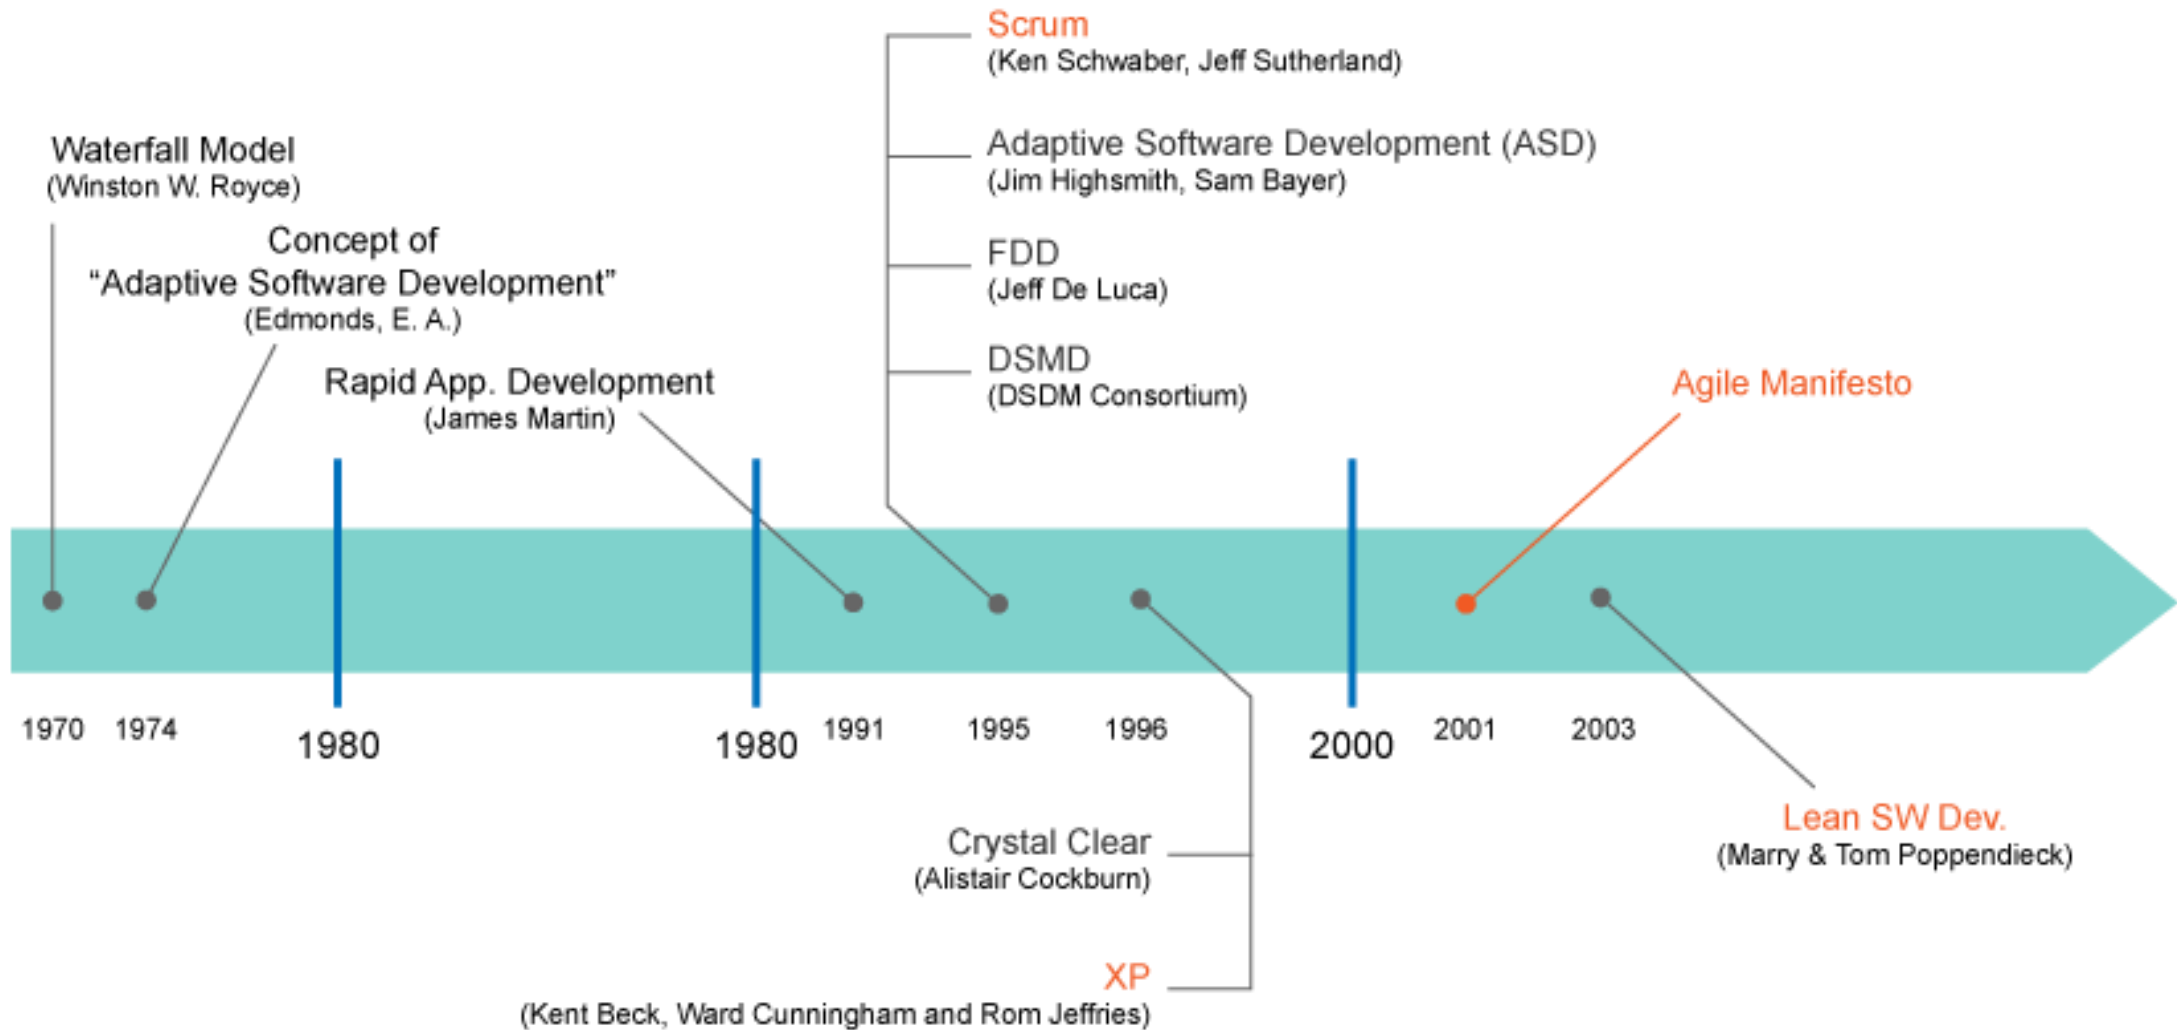 Scrum
(Ken Schwaber, Jeff Sutherland)
Waterfall Model
(Winston W. Royce)
Adaptive Software Development (ASD)
(Jim Highsmith, Sam Bayer)
Concept of
“Adaptive Software Development”
(Edmonds, E. A.)
FDD
(Jeff De Luca)
Rapid App. Development
(James Martin)
DSMD
(DSDM Consortium)
Agile Manifesto
1970
1974
1980
1980
1991
1995
1996
2000
2001
2003
Crystal Clear
(Alistair Cockburn)
Lean SW Dev.
(Marry & Tom Poppendieck)
XP
(Kent Beck, Ward Cunningham and Rom Jeffries)